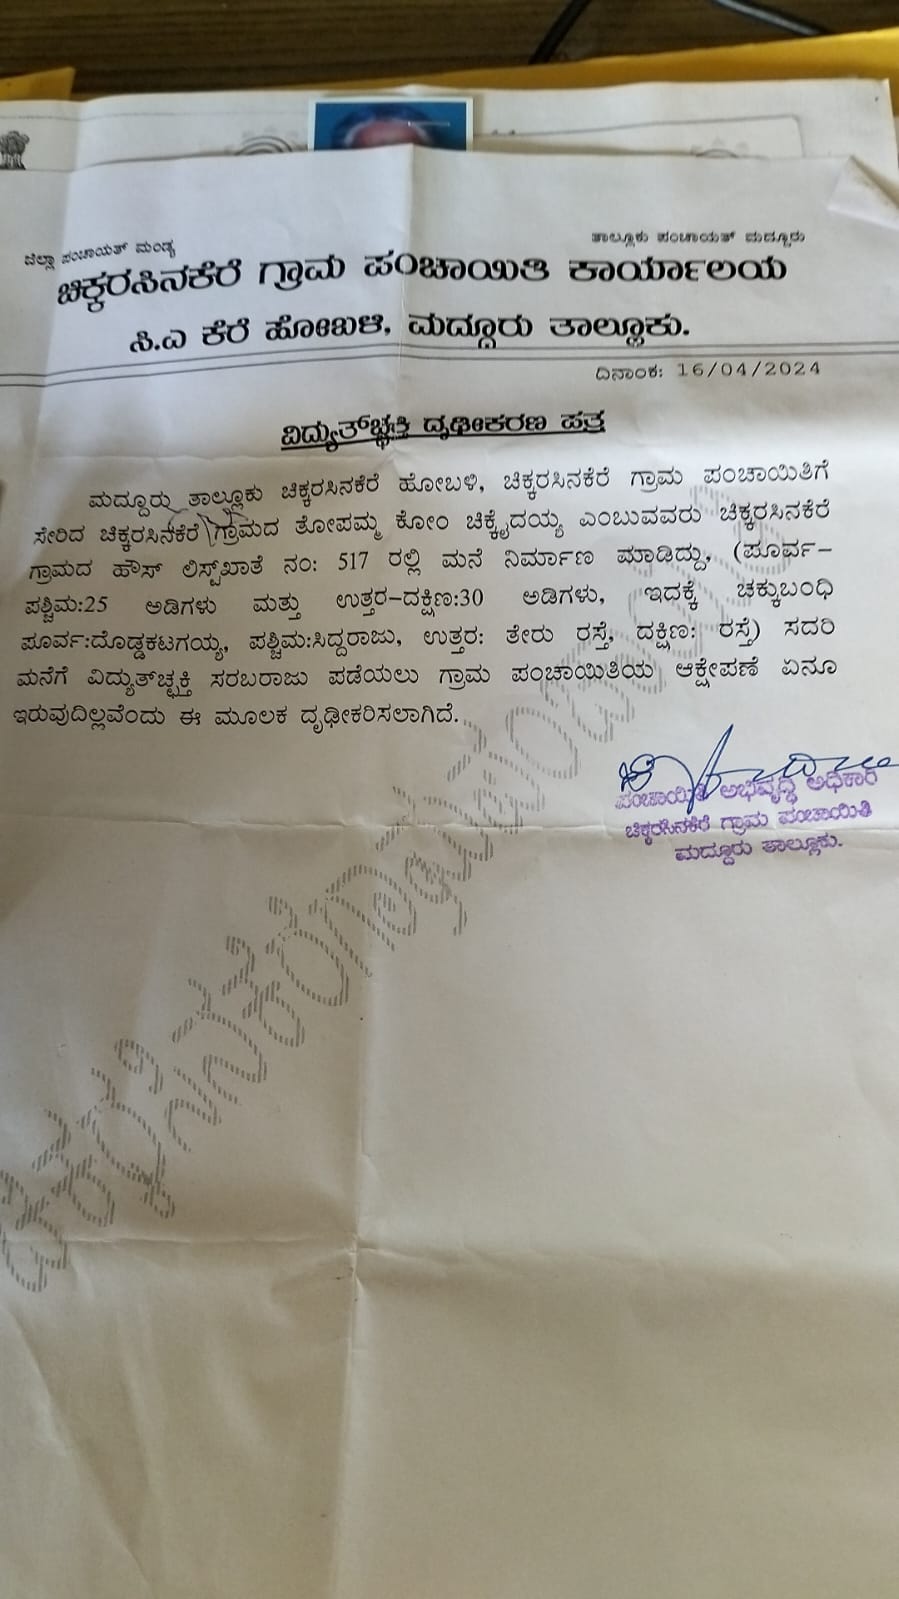 ಜಿಲ್ಲಾ ಪಂಚಾಯತ್ ಮಂಡ್ಯ
ತಾಲ್ಲೂಕು ಪಂಚಾಯತ್ ಮದ್ದೂರು
ಚಿಕ್ಕರಸಿನಕೆರೆ ಗ್ರಾಮ ಪಂಚಾಯಿತಿ ಕಾರ್ಯಾಲಯ
ಸಿ.ಎ ಕೆರೆ ಹೋಬಳಿ, ಮದ್ದೂರು ತಾಲ್ಲೂಕು.
ದಿನಾಂಕ: 16/04/2024
ವಿದ್ಯುತ್‌ಚ್ಛಕ್ತಿ ದೃಢೀಕರಣ ಪತ್ರ
ಮದ್ದೂರು ತಾಲ್ಲೂಕು ಚಿಕ್ಕರಸಿನಕೆರೆ ಹೋಬಳಿ, ಚಿಕ್ಕರಸಿನಕೆರೆ ಗ್ರಾಮ ಪಂಚಾಯಿತಿಗೆ
ಸೇರಿದ ಚಿಕ್ಕರಸಿನಕೆರೆ ಗ್ರಾಮದ ತೋಪಮ್ಮ ಕೋಂ ಚಿಕ್ಕೈದಯ್ಯ ಎಂಬುವವರು ಚಿಕ್ಕರಸಿನಕೆರೆ
ಗ್ರಾಮದ ಹೌಸ್ ಲಿಸ್ಟ್‌ಖಾತೆ ನಂ: 517 ರಲ್ಲಿ ಮನೆ ನಿರ್ಮಾಣ ಮಾಡಿದ್ದು, (ಪೂರ್ವ-
ಪಶ್ಚಿಮ:25 ಅಡಿಗಳು ಮತ್ತು ಉತ್ತರ-ದಕ್ಷಿಣ:30 ಅಡಿಗಳು, ಇದಕ್ಕೆ ಚಕ್ಕುಬಂಧಿ
ಪೂರ್ವ:ದೊಡ್ಡಕಟಗಯ್ಯ, ಪಶ್ಚಿಮ:ಸಿದ್ದರಾಜು, ಉತ್ತರ: ತೇರು ರಸ್ತೆ, ದಕ್ಷಿಣ: ರಸ್ತೆ) ಸದರಿ
ಮನೆಗೆ ವಿದ್ಯುತ್‌ಚ್ಛಕ್ತಿ ಸರಬರಾಜು ಪಡೆಯಲು ಗ್ರಾಮ ಪಂಚಾಯಿತಿಯ ಆಕ್ಷೇಪಣೆ ಏನೂ
ಇರುವುದಿಲ್ಲವೆಂದು ಈ ಮೂಲಕ ದೃಢೀಕರಿಸಲಾಗಿದೆ.
ಪಂಚಾಯಿತಿ ಅಭಿವೃದ್ಧಿ ಅಧಿಕಾರಿ
ಚಿಕ್ಕರಸಿನಕೆರೆ ಗ್ರಾಮ ಪಂಚಾಯಿತಿ
ಮದ್ದೂರು ತಾಲ್ಲೂಕು.